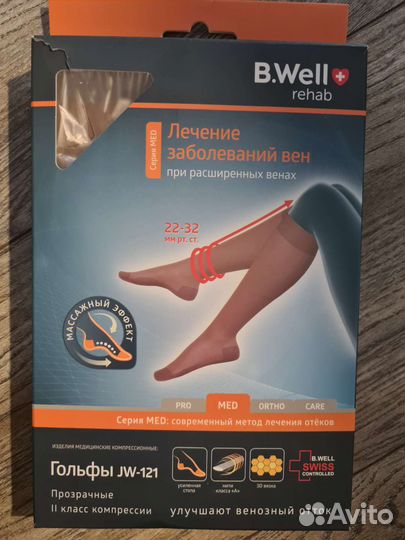 B.Well
rehab
Серия MED
Лечение
заболеваний вен
при расширенных венах
22-32
мм рт. ст.
МАССАЖНЫЙ ЭФФЕКТ
PRO MED ORTHO CARE
Серия MED: современный метод лечения отёков
ИЗДЕЛИЯ МЕДИЦИНСКИЕ КОМПРЕССИОННЫЕ:
Гольфы JW-121
Прозрачные
II класс компрессии
усиленная
стопа
нити
класса «А»
3D вязка
B.WELL
SWISS
CONTROLLED
улучшают венозный отток
Avito